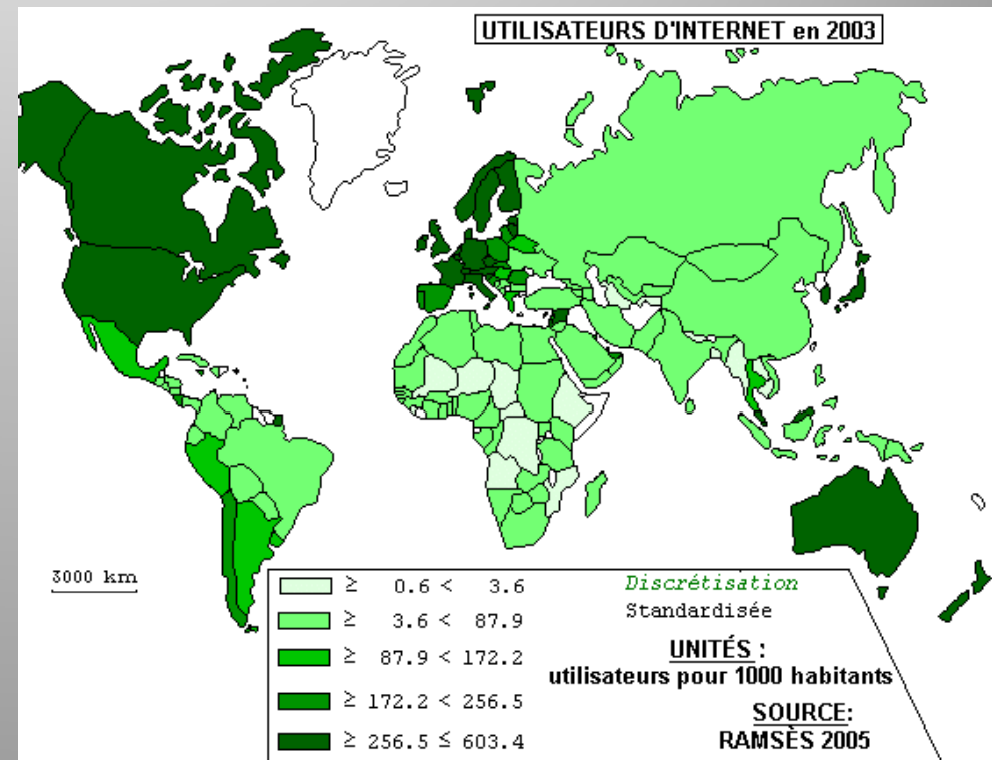 UTILISATEURS D'INTERNET en 2003
3000 km
≥ 0.6 < 3.6
≥ 3.6 < 87.9
≥ 87.9 < 172.2
≥ 172.2 < 256.5
≥ 256.5 ≤ 603.4
Discrétisation
Standardisée
UNITÉS :
utilisateurs pour 1000 habitants
SOURCE:
RAMSÈS 2005